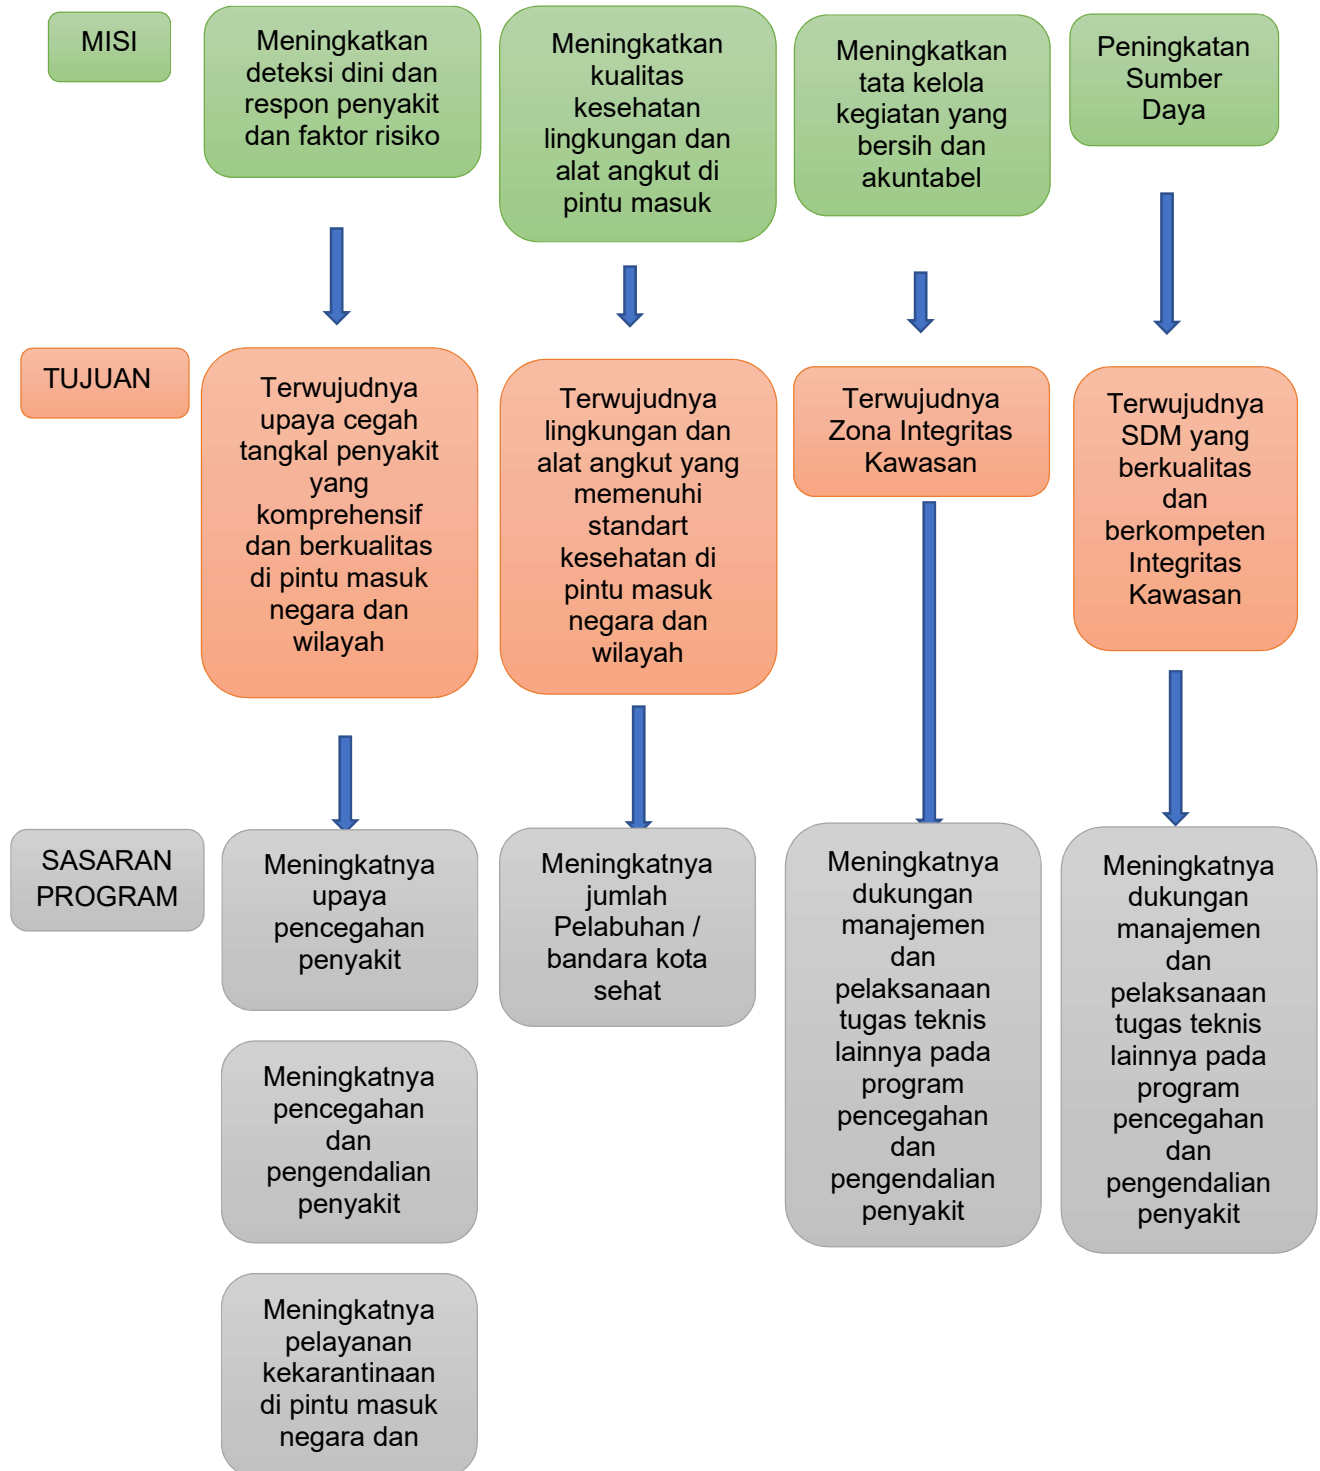 MISI
Meningkatkan
deteksi dini dan
respon penyakit
dan faktor risiko
Meningkatkan
kualitas
kesehatan
lingkungan dan
alat angkut di
pintu masuk
Meningkatkan
tata kelola
kegiatan yang
bersih dan
akuntabel
Peningkatan
Sumber
Daya
TUJUAN
Terwujudnya
upaya cegah
tangkal penyakit
yang
komprehensif
dan berkualitas
di pintu masuk
negara dan
wilayah
Terwujudnya
lingkungan dan
alat angkut yang
memenuhi
standart
kesehatan di
pintu masuk
negara dan
wilayah
Terwujudnya
Zona Integritas
Kawasan
Terwujudnya
SDM yang
berkualitas
dan
berkompeten
Integritas
Kawasan
SASARAN
PROGRAM
Meningkatnya
upaya
pencegahan
penyakit
Meningkatnya
pencegahan
dan
pengendalian
penyakit
Meningkatnya
pelayanan
kekarantinaan
di pintu masuk
negara dan
Meningkatnya
jumlah
Pelabuhan /
bandara kota
sehat
Meningkatnya
dukungan
manajemen
dan
pelaksanaan
tugas teknis
lainnya pada
program
pencegahan
dan
pengendalian
penyakit
Meningkatnya
dukungan
manajemen
dan
pelaksanaan
tugas teknis
lainnya pada
program
pencegahan
dan
pengendalian
penyakit